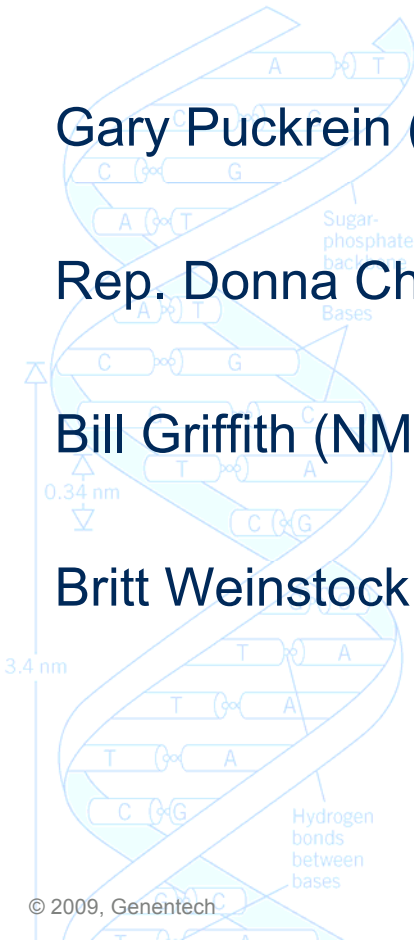 A T
Gary Puckrein (
C G
A T
Sugar-
phosphate
Rep. Donna Ch
A T
Bases
C G
C
Bill Griffith (NM
T A
0.34 nm
C G
Britt Weinstock
T A
3.4 nm
T A
T A
C G
Hydrogen
bonds
between
bases
© 2009, Genentech
C
T A